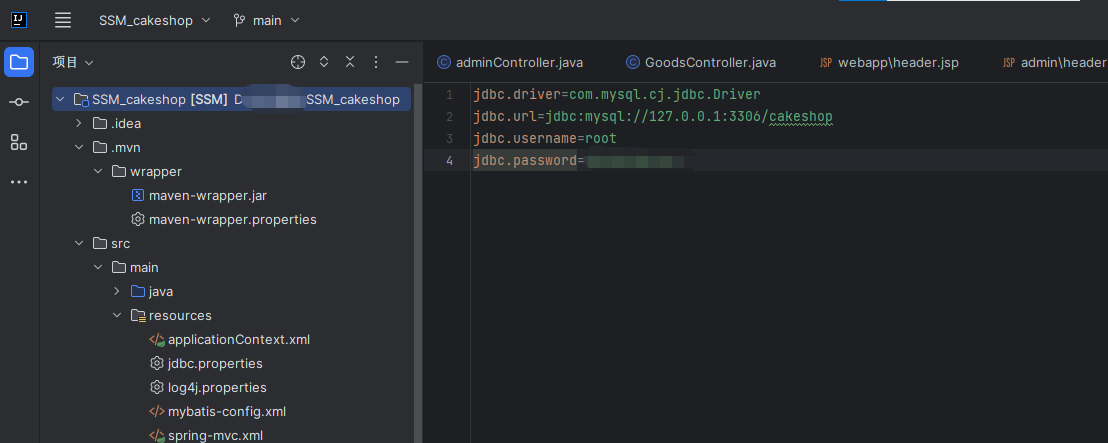 IJ SSM_cakeshop main
项目
adminController.java GoodsController.java JSP webapp\header.jsp JSP admin\header
SSM_cakeshop [SSM] D SSM_cakeshop
.idea
.mvn
wrapper
maven-wrapper.jar
maven-wrapper.properties
src
main
java
resources
applicationContext.xml
jdbc.properties
log4j.properties
mybatis-config.xml
spring-mvc.xml
1 jdbc.driver=com.mysql.cj.jdbc.Driver
2 jdbc.url=jdbc:mysql://127.0.0.1:3306/cakeshop
3 jdbc.username=root
4 jdbc.password=